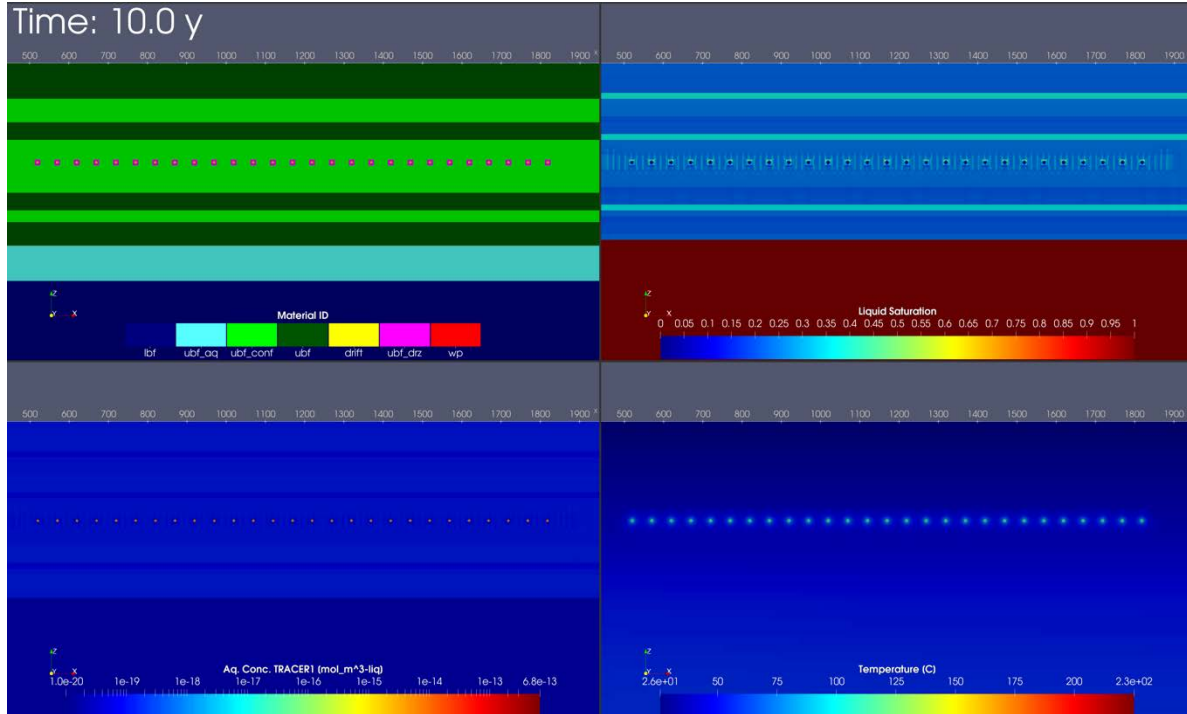 Time: 10.0 y
500 600 700 800 900 1000 1100 1200 1300 1400 1500 1600 1700 1800 1900 X
Z
Y X
Material ID
lbf ubf_aq ubf_conf ubf drift ubf_drz wp
500 600 700 800 900 1000 1100 1200 1300 1400 1500 1600 1700 1800 1900 X
Z
Y X
Liquid Saturation
0 0.05 0.1 0.15 0.2 0.25 0.3 0.35 0.4 0.45 0.5 0.55 0.6 0.65 0.7 0.75 0.8 0.85 0.9 0.95 1
500 600 700 800 900 1000 1100 1200 1300 1400 1500 1600 1700 1800 1900 X
Z
Y X
Aq. Conc. TRACER1 (mol_m^3-liq)
1.0e-20 1e-19 1e-18 1e-17 1e-16 1e-15 1e-14 1e-13 6.8e-13
500 600 700 800 900 1000 1100 1200 1300 1400 1500 1600 1700 1800 1900 X
Z
Y X
Temperature (C)
2.6e+01 50 75 100 125 150 175 200 2.3e+02